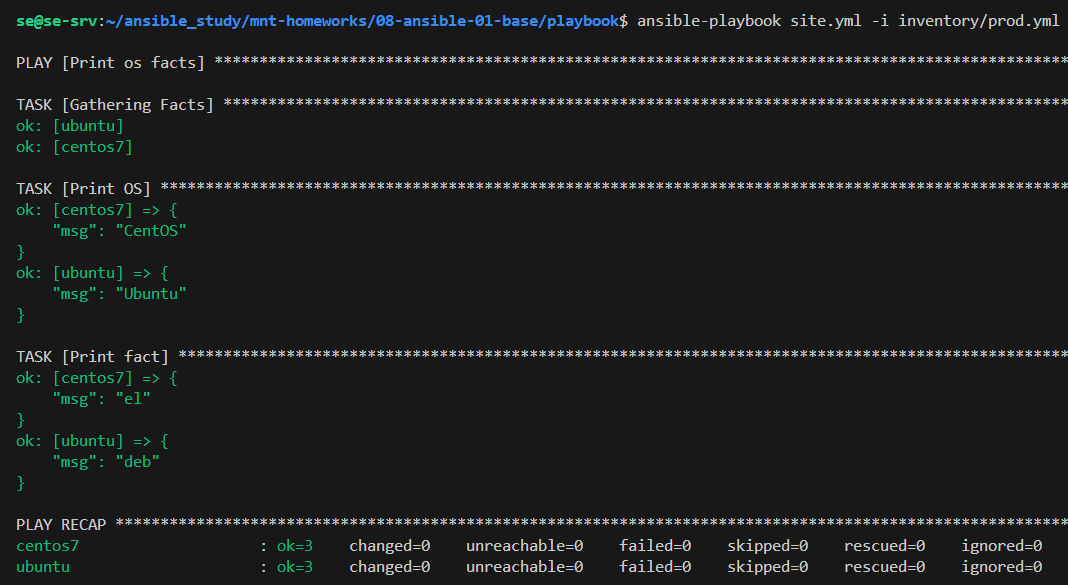 se@se-srv:~/ansible_study/mnt-homeworks/08-ansible-01-base/playbook$ ansible-playbook site.yml -i inventory/prod.yml
PLAY [Print os facts] ***********************************************************************************************
TASK [Gathering Facts] **********************************************************************************************
ok: [ubuntu]
ok: [centos7]
TASK [Print OS] *****************************************************************************************************
ok: [centos7] => {
    "msg": "CentOS"
}
ok: [ubuntu] => {
    "msg": "Ubuntu"
}
TASK [Print fact] ***************************************************************************************************
ok: [centos7] => {
    "msg": "el"
}
ok: [ubuntu] => {
    "msg": "deb"
}
PLAY RECAP **********************************************************************************************************
centos7                    : ok=3    changed=0    unreachable=0    failed=0    skipped=0    rescued=0    ignored=0
ubuntu                     : ok=3    changed=0    unreachable=0    failed=0    skipped=0    rescued=0    ignored=0